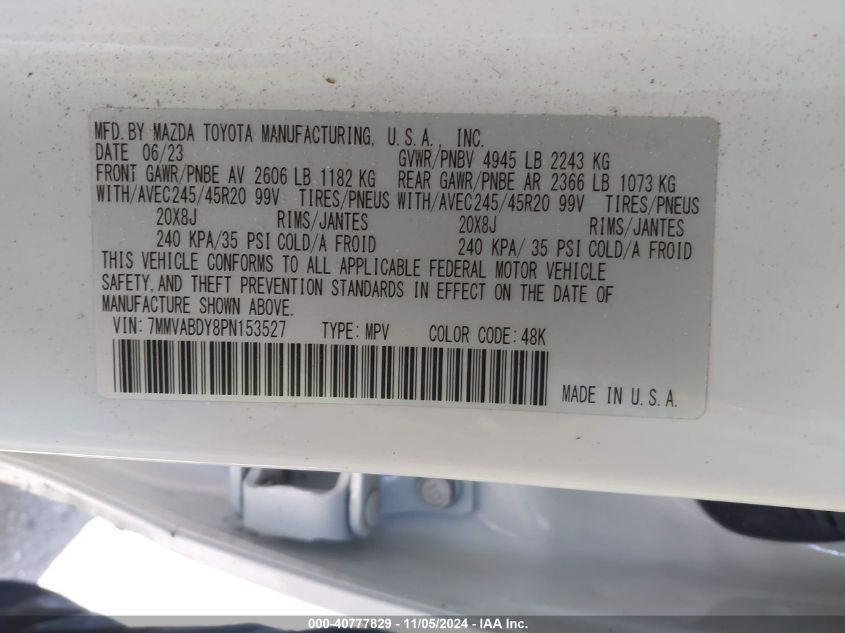 MFD. BY MAZDA TOYOTA MANUFACTURING, U.S.A. INC.
DATE 06/23 GVWR/PNBV 4945 LB 2243 KG
FRONT GAWR/PNBE AV 2606 LB 1182 KG REAR GAWR/PNBE AR 2366 LB 1073 KG
WITH/AVEC245/45R20 99V TIRES/PNEUS WITH/AVEC245/45R20 99V TIRES/PNEUS
20X8J RIMS/JANTES 20X8J RIMS/JANTES
240 KPA/35 PSI COLD/A FROID 240 KPA/ 35 PSI COLD/A FROID
THIS VEHICLE CONFORMS TO ALL APPLICABLE FEDERAL MOTOR VEHICLE
SAFETY, AND THEFT PREVENTION STANDARDS IN EFFECT ON THE DATE OF
MANUFACTURE SHOWN ABOVE.
VIN: 7MMVABDY8PN153527 TYPE: MPV COLOR CODE: 48K
MADE IN U.S.A.
000-40777829 - 11/05/2024 - IAA Inc.